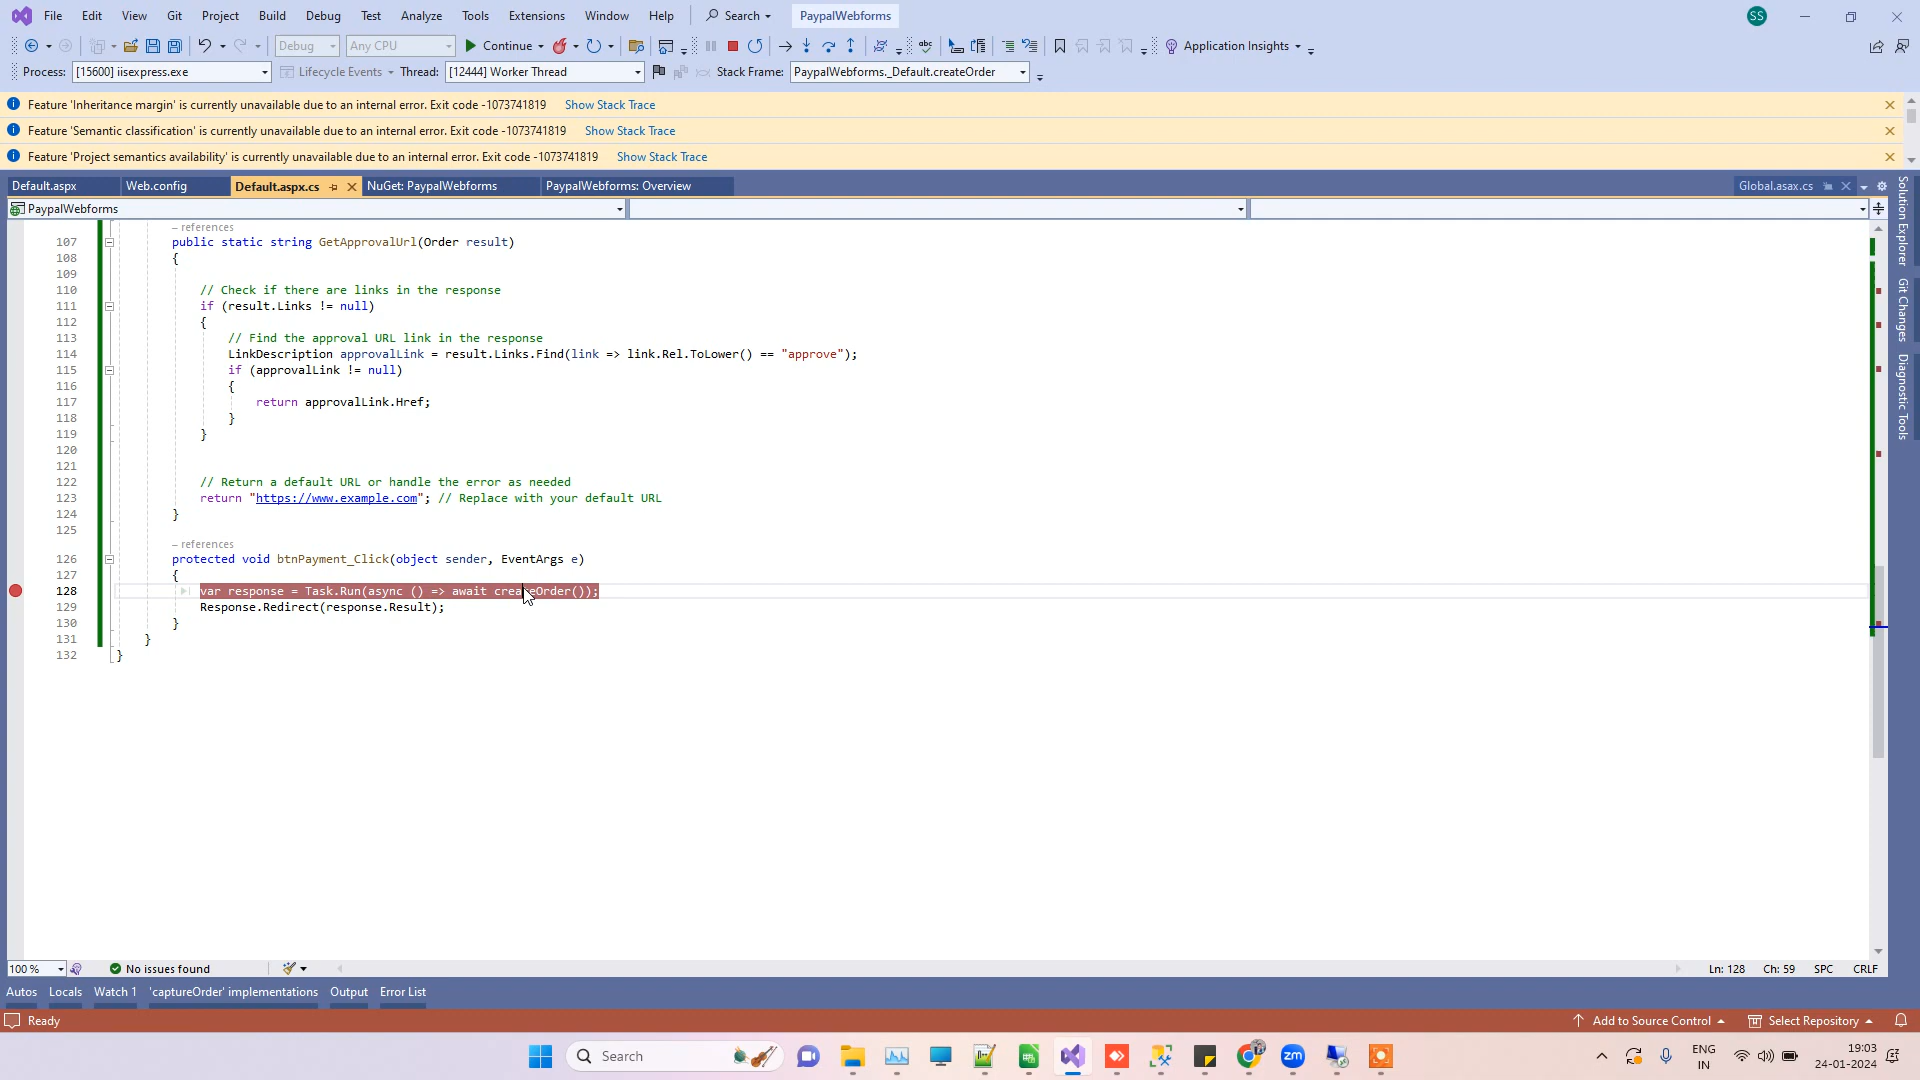 File Edit View Git Project Build Debug Test Analyze Tools Extensions Window Help Search PaypalWebforms SS
Debug Any CPU Continue Application Insights
Process: [15600] iisexpress.exe Lifecycle Events Thread: [12444] Worker Thread Stack Frame: PaypalWebforms._Default.createOrder
Feature 'Inheritance margin' is currently unavailable due to an internal error. Exit code -1073741819 Show Stack Trace
Feature 'Semantic classification' is currently unavailable due to an internal error. Exit code -1073741819 Show Stack Trace
Feature 'Project semantics availability' is currently unavailable due to an internal error. Exit code -1073741819 Show Stack Trace
Default.aspx Web.config Default.aspx.cs NuGet: PaypalWebforms PaypalWebforms: Overview Global.asax.cs
PaypalWebforms
– references
107 public static string GetApprovalUrl(Order result)
108 {
109
110 // Check if there are links in the response
111 if (result.Links != null)
112 {
113 // Find the approval URL link in the response
114 LinkDescription approvalLink = result.Links.Find(link => link.Rel.ToLower() == "approve");
115 if (approvalLink != null)
116 {
117 return approvalLink.Href;
118 }
119 }
120
121
122 // Return a default URL or handle the error as needed
123 return "https://www.example.com"; // Replace with your default URL
124 }
125
– references
126 protected void btnPayment_Click(object sender, EventArgs e)
127 {
128 var response = Task.Run(async () => await createOrder());
129 Response.Redirect(response.Result);
130 }
131 }
132 }
Solution Explorer
Git Changes
Diagnostic Tools
100 % No issues found Ln: 128 Ch: 59 SPC CRLF
Autos Locals Watch 1 'captureOrder' implementations Output Error List
Ready Add to Source Control Select Repository
Search zm ENG IN 19:03 24-01-2024